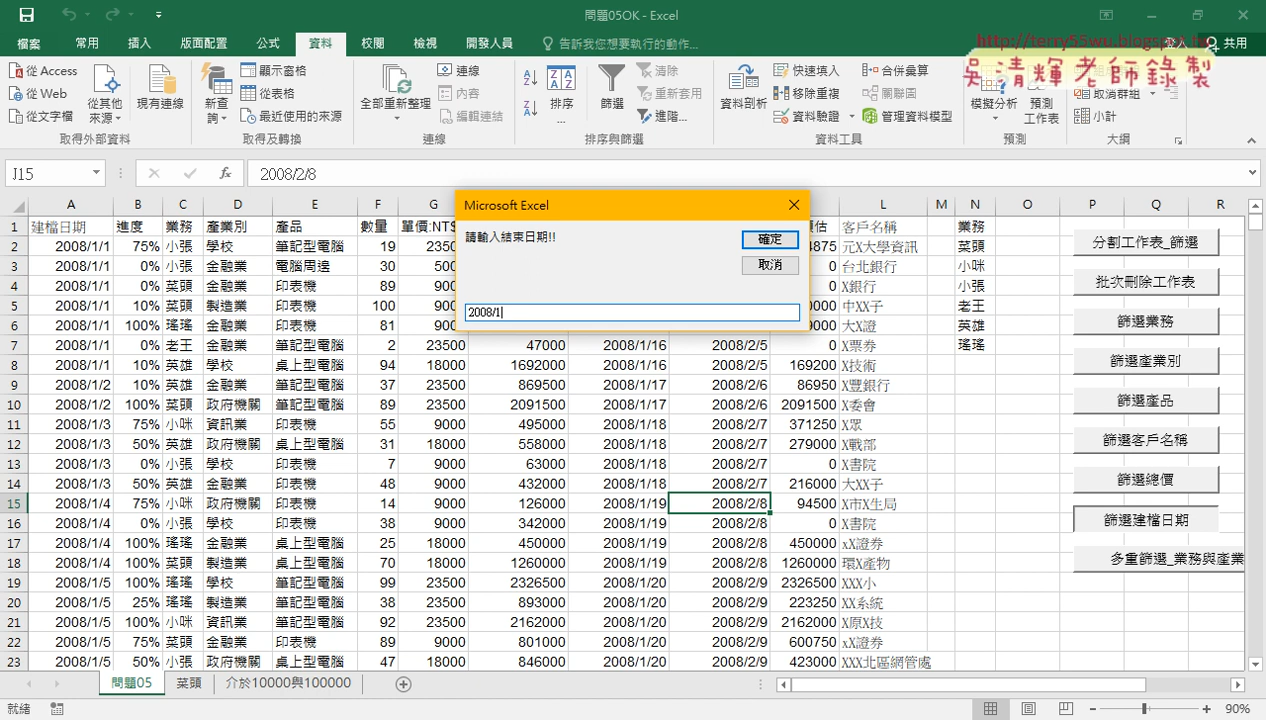 問題05OK - Excel
http://terry55wu.blogspot.tw
吳清輝老師錄製
檔案 常用 插入 版面配置 公式 資料 校閱 檢視 開發人員 告訴我您想要執行的動作... 登入 共用
從 Access 從 Web 從文字檔 從其他來源 現有連線 取得外部資料
新查詢 顯示查詢 從表格 最近使用的來源 取得及轉換
全部重新整理 連線 內容 編輯連結 連線
排序... 篩選 清除 重新套用 進階... 排序與篩選
資料剖析 快速填入 移除重複 資料驗證 合併彙算 關聯圖 管理資料模型 資料工具
模擬分析 預測工作表 預測
取消群組 小計 大綱
J15 fx 2008/2/8
A B C D E F G L M N O P Q R
1 建檔日期 進度 業務 產業別 產品 數量 單價:NT$ 客戶名稱 業務
2 2008/1/1 75% 小張 學校 筆記型電腦 19 2350 4875 元X大學資訊 菜頭
3 2008/1/1 0% 小張 金融業 電腦周邊 30 500 0 台北銀行 小咪
4 2008/1/1 0% 菜頭 金融業 印表機 89 900 0 X銀行 小張
5 2008/1/1 10% 菜頭 製造業 印表機 100 900 0000 中XX子 老王
6 2008/1/1 100% 瑤瑤 金融業 印表機 81 900 9000 大X證 英雄
7 2008/1/1 0% 老王 金融業 筆記型電腦 2 23500 47000 2008/1/16 2008/2/5 0 X票券 瑤瑤
8 2008/1/1 10% 英雄 學校 桌上型電腦 94 18000 1692000 2008/1/16 2008/2/5 169200 X技術
9 2008/1/2 10% 英雄 金融業 筆記型電腦 37 23500 869500 2008/1/17 2008/2/6 86950 X豐銀行
10 2008/1/2 100% 菜頭 政府機關 筆記型電腦 89 23500 2091500 2008/1/17 2008/2/6 2091500 X委會
11 2008/1/3 75% 小咪 資訊業 印表機 55 9000 495000 2008/1/18 2008/2/7 371250 X眾
12 2008/1/3 50% 英雄 政府機關 桌上型電腦 31 18000 558000 2008/1/18 2008/2/7 279000 X戰部
13 2008/1/3 0% 小張 學校 印表機 7 9000 63000 2008/1/18 2008/2/7 0 X書院
14 2008/1/3 50% 英雄 金融業 印表機 48 9000 432000 2008/1/18 2008/2/7 216000 大XX子
15 2008/1/4 75% 小咪 政府機關 印表機 14 9000 126000 2008/1/19 2008/2/8 94500 X市X生局
16 2008/1/4 0% 小張 學校 印表機 38 9000 342000 2008/1/19 2008/2/8 0 X書院
17 2008/1/4 100% 瑤瑤 金融業 桌上型電腦 25 18000 450000 2008/1/19 2008/2/8 450000 xX證券
18 2008/1/4 100% 菜頭 製造業 桌上型電腦 70 18000 1260000 2008/1/19 2008/2/8 1260000 環X產物
19 2008/1/5 100% 瑤瑤 學校 筆記型電腦 99 23500 2326500 2008/1/20 2008/2/9 2326500 XXX小
20 2008/1/5 25% 瑤瑤 製造業 筆記型電腦 38 23500 893000 2008/1/20 2008/2/9 223250 XX系統
21 2008/1/5 100% 小咪 資訊業 筆記型電腦 92 23500 2162000 2008/1/20 2008/2/9 2162000 X原X技
22 2008/1/5 75% 菜頭 金融業 印表機 89 9000 801000 2008/1/20 2008/2/9 600750 xX證券
23 2008/1/5 50% 小張 政府機關 桌上型電腦 47 18000 846000 2008/1/20 2008/2/9 423000 XXX北區網管處
Microsoft Excel
請輸入結束日期!!
確定
取消
2008/1
分割工作表_篩選
批次刪除工作表
篩選業務
篩選產業別
篩選產品
篩選客戶名稱
篩選總價
篩選建檔日期
多重篩選_業務與產業
問題05 菜頭 介於10000與100000
就緒 90%